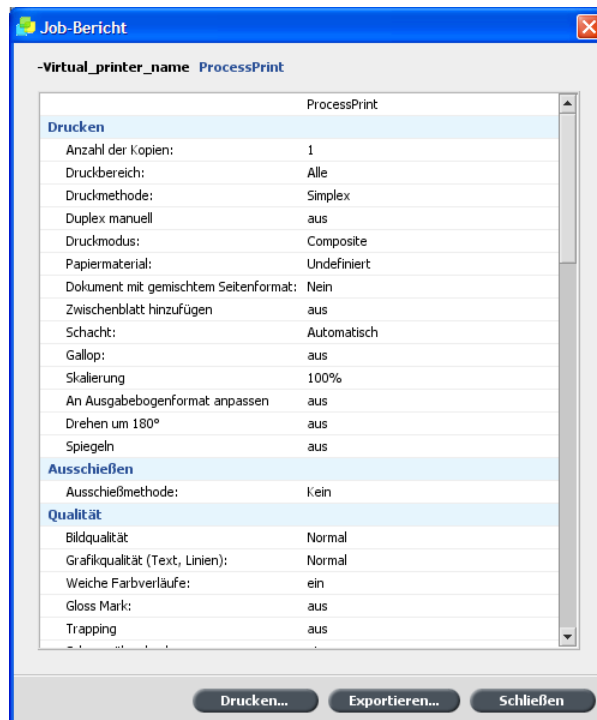 Job-Bericht
-Virtual_printer_name ProcessPrint
ProcessPrint
Drucken
Anzahl der Kopien: 1
Druckbereich: Alle
Druckmethode: Simplex
Duplex manuell aus
Druckmodus: Composite
Papiermaterial: Undefiniert
Dokument mit gemischtem Seitenformat: Nein
Zwischenblatt hinzufügen aus
Schacht: Automatisch
Gallop: aus
Skalierung 100%
An Ausgabebogenformat anpassen aus
Drehen um 180° aus
Spiegeln aus
Ausschießen
Ausschießmethode: Kein
Qualität
Bildqualität Normal
Grafikqualität (Text, Linien): Normal
Weiche Farbverläufe: ein
Gloss Mark: aus
Trapping aus
Drucken... Exportieren... Schließen